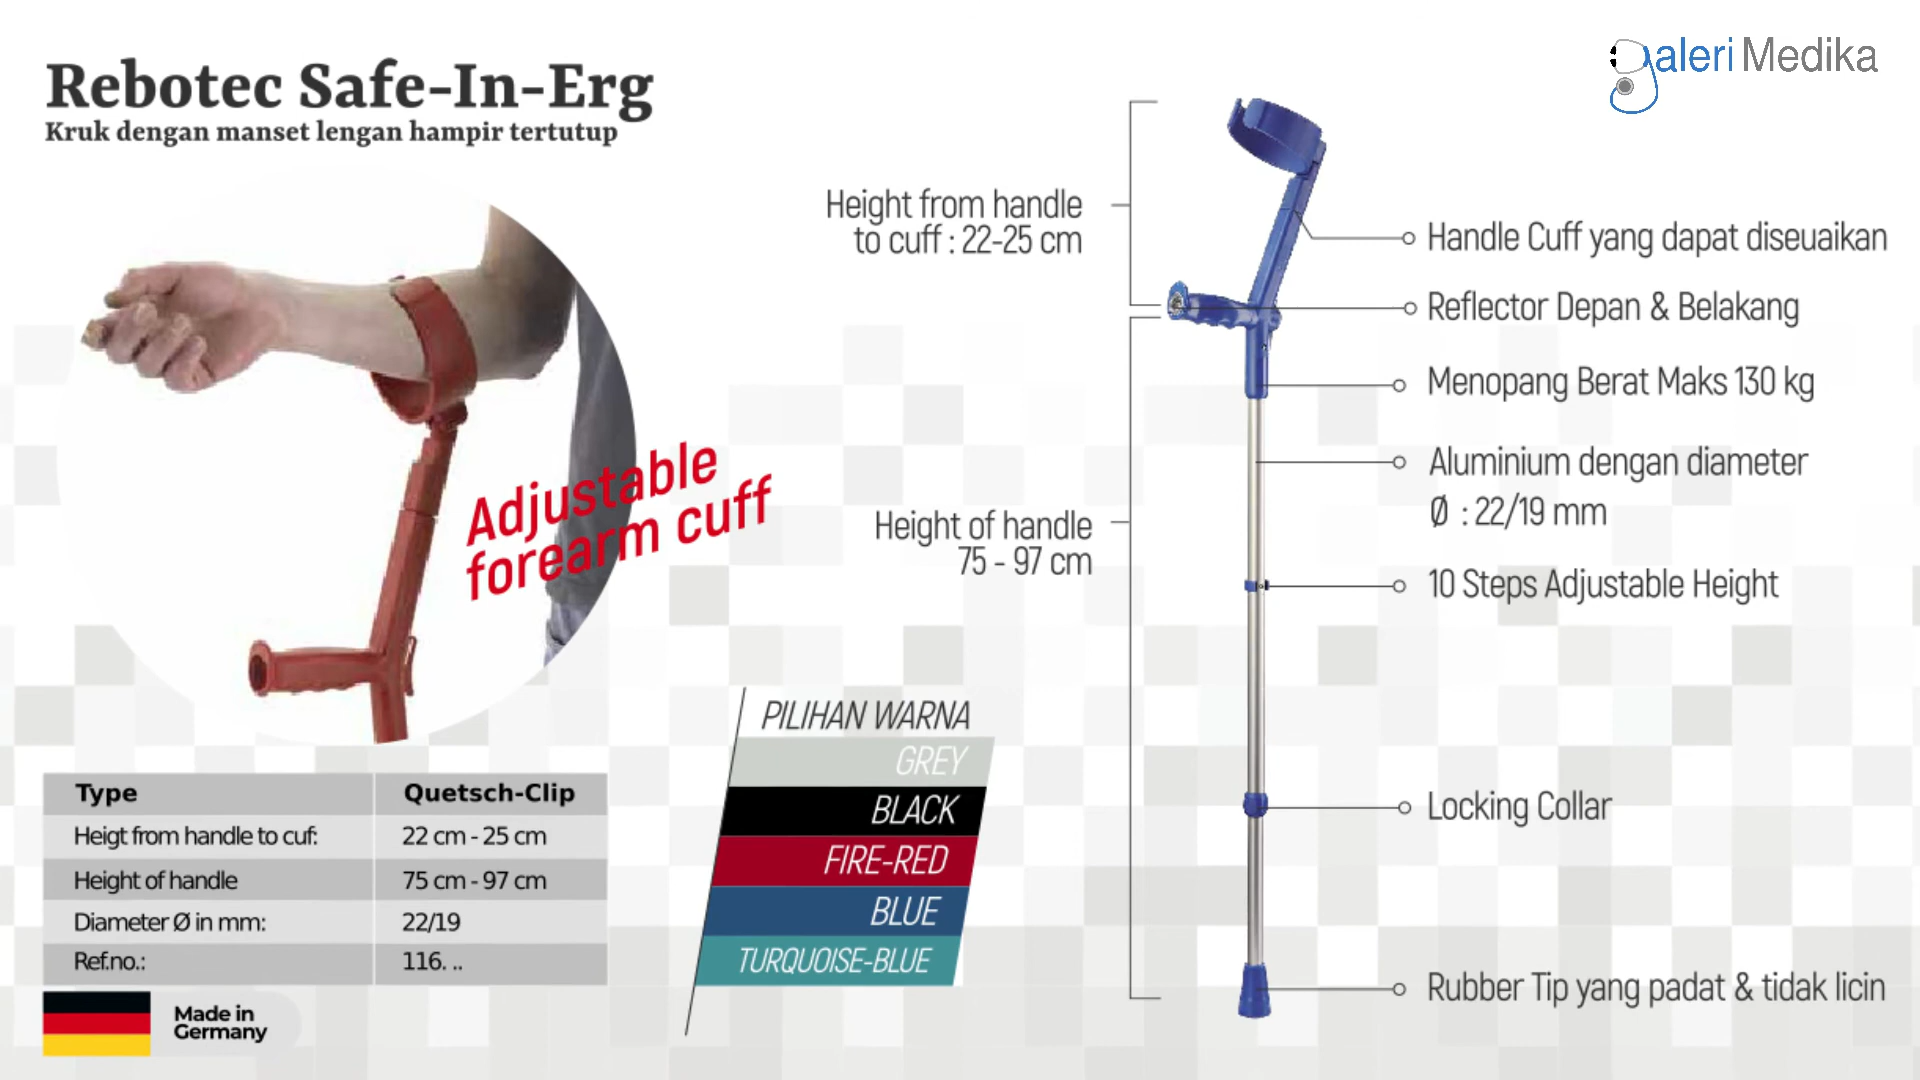 Rebotec Safe-In-Erg
Kruk dengan manset lengan hampir tertutup
galeri Medika
Adjustable
forearm cuff
Height from handle
to cuff : 22-25 cm
Height of handle
75 - 97 cm
Handle Cuff yang dapat diseuaikan
Reflector Depan & Belakang
Menopang Berat Maks 130 kg
Aluminium dengan diameter
Ø : 22/19 mm
10 Steps Adjustable Height
Locking Collar
Rubber Tip yang padat & tidak licin
PILIHAN WARNA
GREY
BLACK
FIRE-RED
BLUE
TURQUOISE-BLUE
Type Quetsch-Clip
Heigt from handle to cuf: 22 cm - 25 cm
Height of handle 75 cm - 97 cm
Diameter Ø in mm: 22/19
Ref.no.: 116. ..
Made in
Germany